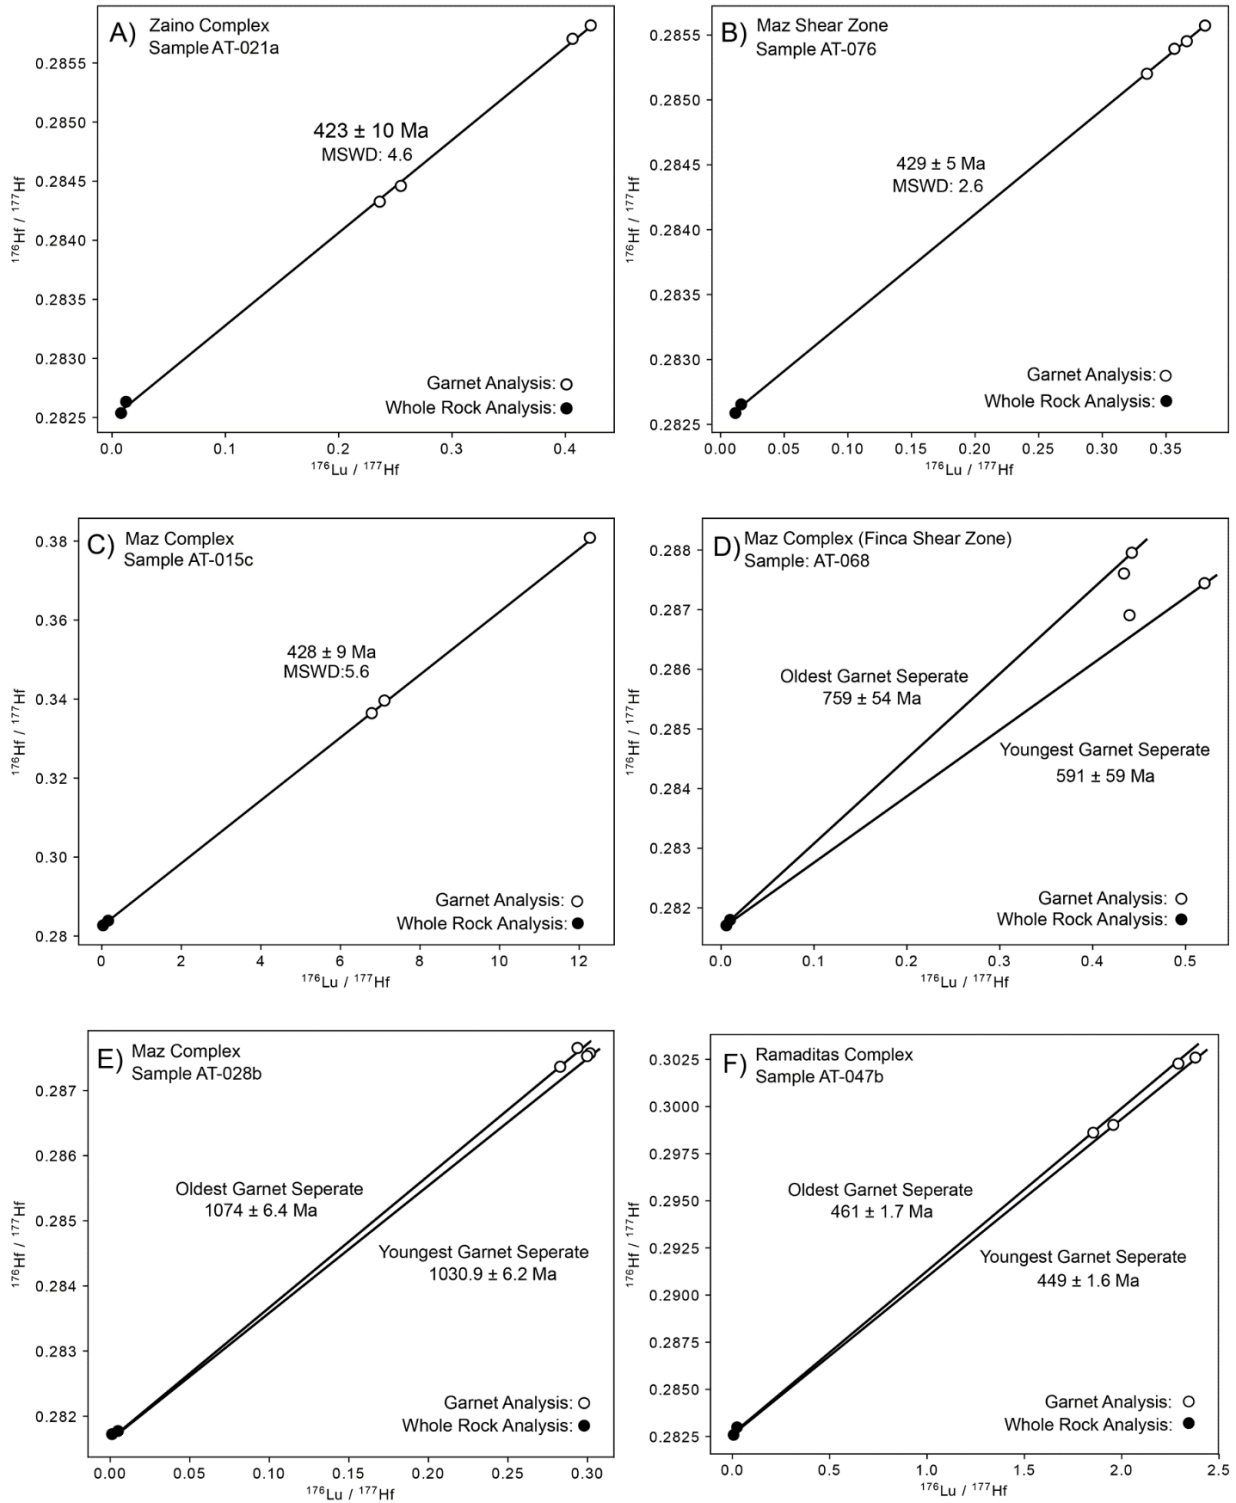 A) Zaino Complex
Sample AT-021a
423 ± 10 Ma
MSWD: 4.6
Garnet Analysis:
Whole Rock Analysis:
0.2855
0.2850
0.2845
0.2840
0.2835
0.2830
0.2825
¹⁷⁶Hf / ¹⁷⁷Hf
0.0 0.1 0.2 0.3 0.4
¹⁷⁶Lu / ¹⁷⁷Hf
B) Maz Shear Zone
Sample AT-076
429 ± 5 Ma
MSWD: 2.6
Garnet Analysis:
Whole Rock Analysis:
0.2855
0.2850
0.2845
0.2840
0.2835
0.2830
0.2825
¹⁷⁶Hf / ¹⁷⁷Hf
0.00 0.05 0.10 0.15 0.20 0.25 0.30 0.35
¹⁷⁶Lu / ¹⁷⁷Hf
C) Maz Complex
Sample AT-015c
428 ± 9 Ma
MSWD:5.6
Garnet Analysis:
Whole Rock Analysis:
0.38
0.36
0.34
0.32
0.30
0.28
¹⁷⁶Hf / ¹⁷⁷Hf
0 2 4 6 8 10 12
¹⁷⁶Lu / ¹⁷⁷Hf
D) Maz Complex (Finca Shear Zone)
Sample: AT-068
Oldest Garnet Seperate
759 ± 54 Ma
Youngest Garnet Seperate
591 ± 59 Ma
Garnet Analysis:
Whole Rock Analysis:
0.288
0.287
0.286
0.285
0.284
0.283
0.282
¹⁷⁶Hf / ¹⁷⁷Hf
0.0 0.1 0.2 0.3 0.4 0.5
¹⁷⁶Lu / ¹⁷⁷Hf
E) Maz Complex
Sample AT-028b
Oldest Garnet Seperate
1074 ± 6.4 Ma
Youngest Garnet Seperate
1030.9 ± 6.2 Ma
Garnet Analysis:
Whole Rock Analysis:
0.287
0.286
0.285
0.284
0.283
0.282
¹⁷⁶Hf / ¹⁷⁷Hf
0.00 0.05 0.10 0.15 0.20 0.25 0.30
¹⁷⁶Lu / ¹⁷⁷Hf
F) Ramaditas Complex
Sample AT-047b
Oldest Garnet Seperate
461 ± 1.7 Ma
Youngest Garnet Seperate
449 ± 1.6 Ma
Garnet Analysis:
Whole Rock Analysis:
0.3025
0.3000
0.2975
0.2950
0.2925
0.2900
0.2875
0.2850
0.2825
¹⁷⁶Hf / ¹⁷⁷Hf
0.0 0.5 1.0 1.5 2.0 2.5
¹⁷⁶Lu / ¹⁷⁷Hf